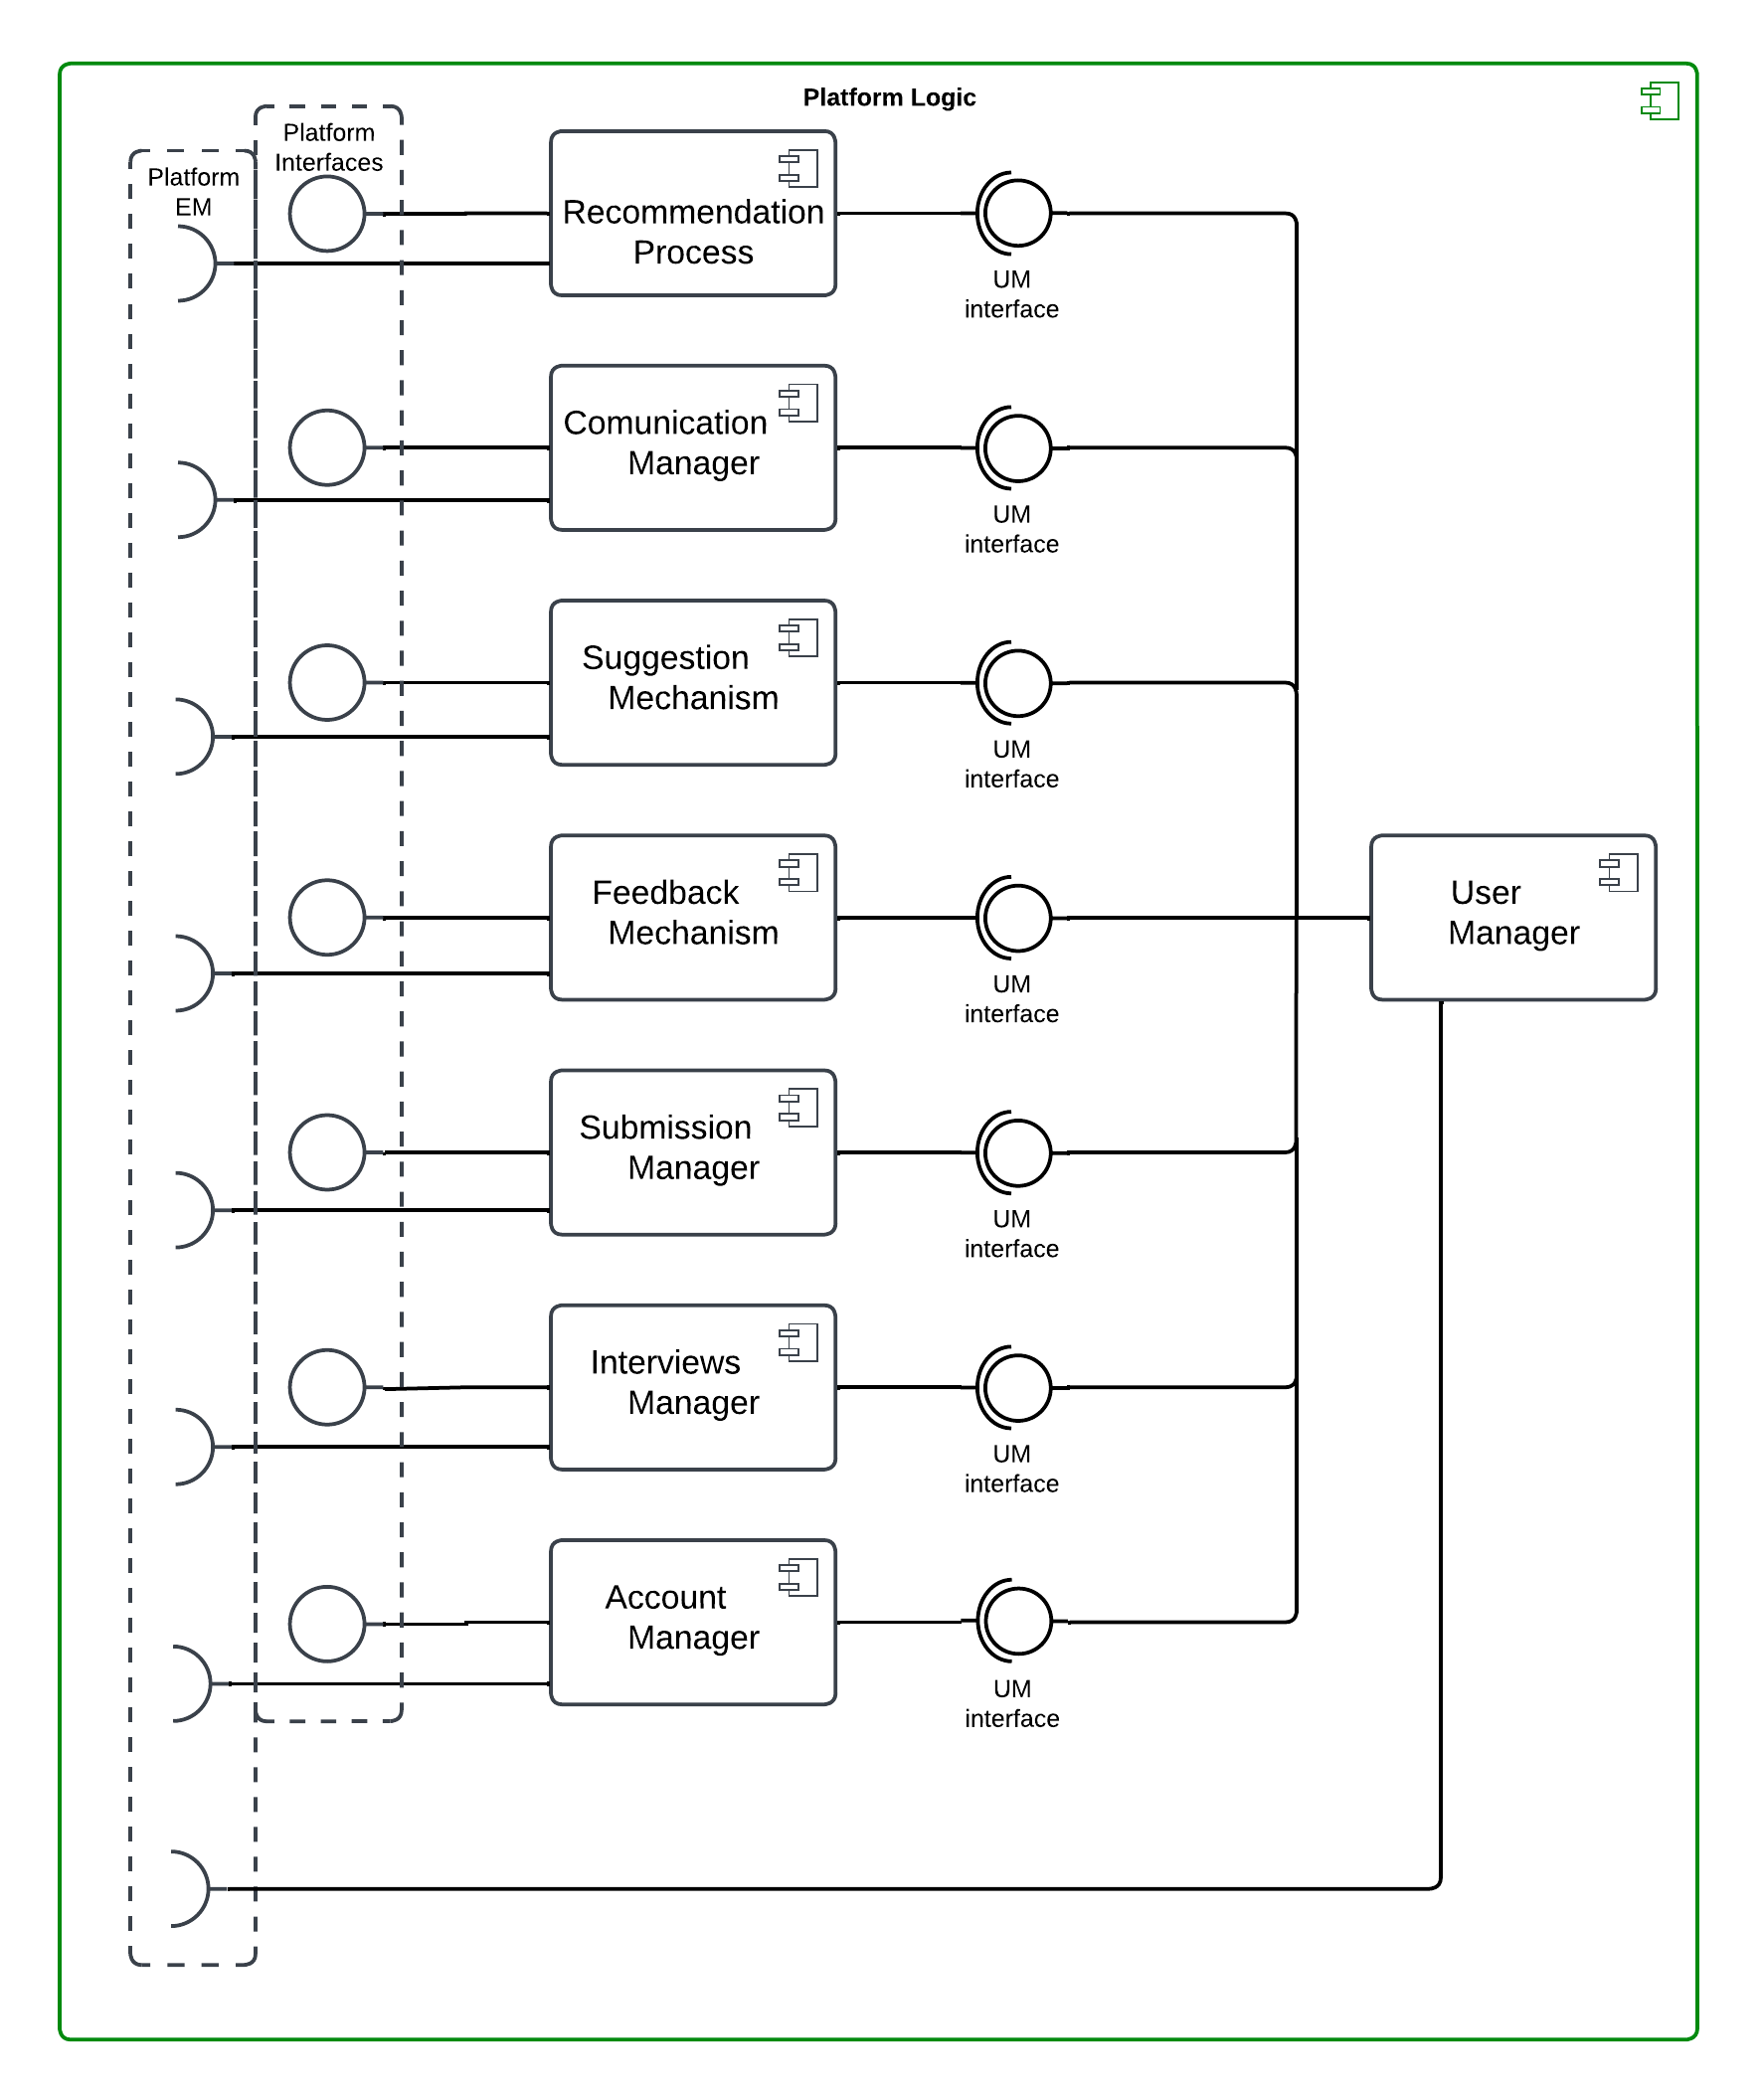 Platform Logic
Platform
Interfaces
Platform
EM
Recommendation
Process
UM
interface
Comunication
Manager
UM
interface
Suggestion
Mechanism
UM
interface
Feedback
Mechanism
UM
interface
User
Manager
Submission
Manager
UM
interface
Interviews
Manager
UM
interface
Account
Manager
UM
interface